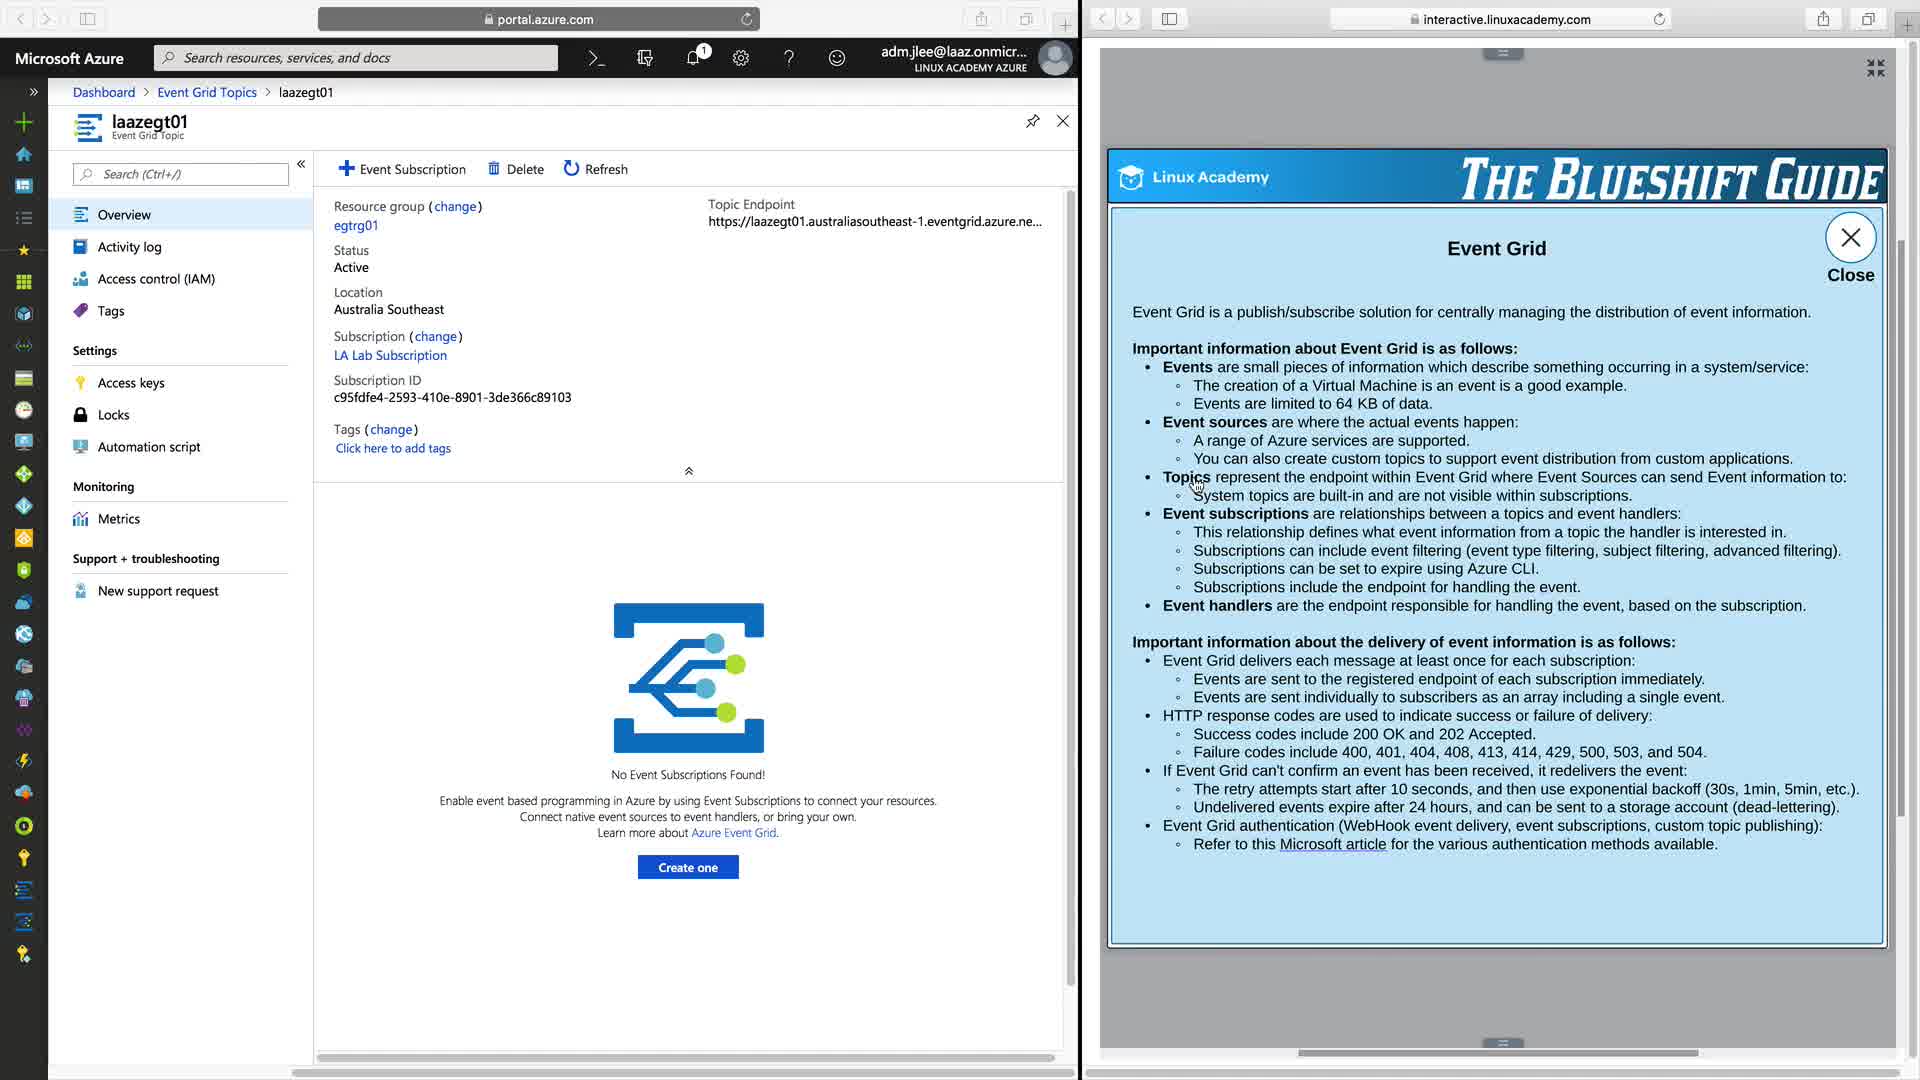 portal.azure.com
Microsoft Azure
Search resources, services, and docs
1
adm.jlee@laaz.onmicr...
LINUX ACADEMY AZURE
Dashboard > Event Grid Topics > laazegt01
laazegt01
Event Grid Topic
Search (Ctrl+/)
Overview
Activity log
Access control (IAM)
Tags
Settings
Access keys
Locks
Automation script
Monitoring
Metrics
Support + troubleshooting
New support request
Event Subscription
Delete
Refresh
Resource group (change)
egtrg01
Status
Active
Location
Australia Southeast
Subscription (change)
LA Lab Subscription
Subscription ID
c95fdfe4-2593-410e-8901-3de366c89103
Tags (change)
Click here to add tags
Topic Endpoint
https://laazegt01.australiasoutheast-1.eventgrid.azure.ne...
No Event Subscriptions Found!
Enable event based programming in Azure by using Event Subscriptions to connect your resources.
Connect native event sources to event handlers, or bring your own.
Learn more about Azure Event Grid.
Create one
interactive.linuxacademy.com
Linux Academy
THE BLUESHIFT GUIDE
Event Grid
Close
Event Grid is a publish/subscribe solution for centrally managing the distribution of event information.
Important information about Event Grid is as follows:
• Events are small pieces of information which describe something occurring in a system/service:
◦ The creation of a Virtual Machine is an event is a good example.
◦ Events are limited to 64 KB of data.
• Event sources are where the actual events happen:
◦ A range of Azure services are supported.
◦ You can also create custom topics to support event distribution from custom applications.
• Topics represent the endpoint within Event Grid where Event Sources can send Event information to:
◦ System topics are built-in and are not visible within subscriptions.
• Event subscriptions are relationships between a topics and event handlers:
◦ This relationship defines what event information from a topic the handler is interested in.
◦ Subscriptions can include event filtering (event type filtering, subject filtering, advanced filtering).
◦ Subscriptions can be set to expire using Azure CLI.
◦ Subscriptions include the endpoint for handling the event.
• Event handlers are the endpoint responsible for handling the event, based on the subscription.
Important information about the delivery of event information is as follows:
• Event Grid delivers each message at least once for each subscription:
◦ Events are sent to the registered endpoint of each subscription immediately.
◦ Events are sent individually to subscribers as an array including a single event.
• HTTP response codes are used to indicate success or failure of delivery:
◦ Success codes include 200 OK and 202 Accepted.
◦ Failure codes include 400, 401, 404, 408, 413, 414, 429, 500, 503, and 504.
• If Event Grid can't confirm an event has been received, it redelivers the event:
◦ The retry attempts start after 10 seconds, and then use exponential backoff (30s, 1min, 5min, etc.).
◦ Undelivered events expire after 24 hours, and can be sent to a storage account (dead-lettering).
• Event Grid authentication (WebHook event delivery, event subscriptions, custom topic publishing):
◦ Refer to this Microsoft article for the various authentication methods available.